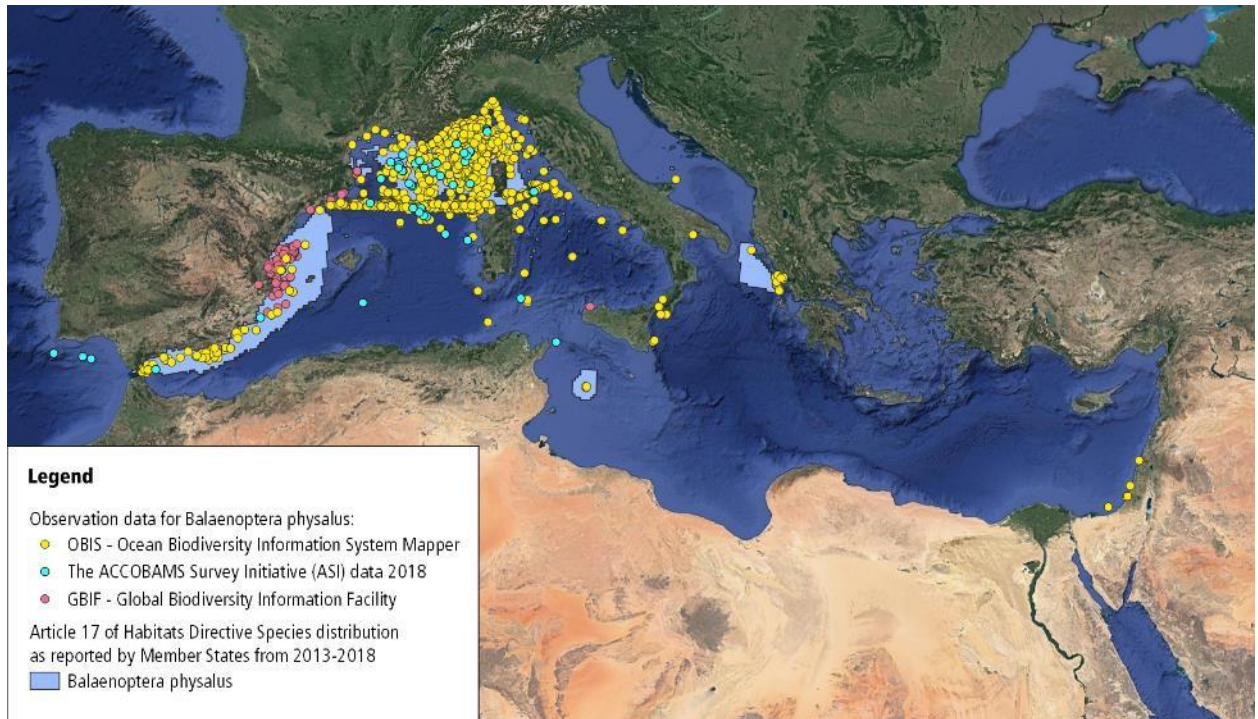 Legend
Observation data for Balaenoptera physalus:
OBIS - Ocean Biodiversity Information System Mapper
The ACCOBAMS Survey Initiative (ASI) data 2018
GBIF - Global Biodiversity Information Facility
Article 17 of Habitats Directive Species distribution
as reported by Member States from 2013-2018
Balaenoptera physalus